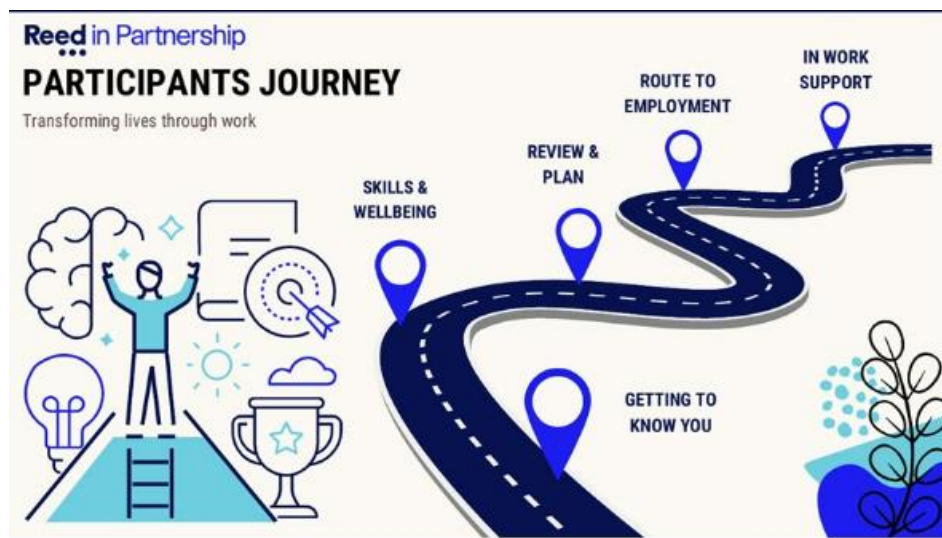 Reed in Partnership
PARTICIPANTS JOURNEY
Transforming lives through work
IN WORK
SUPPORT
ROUTE TO
EMPLOYMENT
REVIEW &
PLAN
SKILLS &
WELLBEING
GETTING TO
KNOW YOU